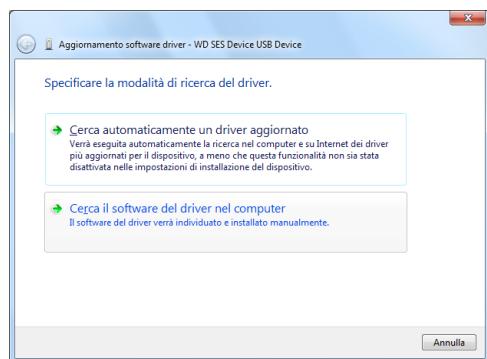 Aggiornamento software driver - WD SES Device USB Device
Specificare la modalità di ricerca del driver.
Cerca automaticamente un driver aggiornato
Verrà eseguita automaticamente la ricerca nel computer e su Internet dei driver
più aggiornati per il dispositivo, a meno che questa funzionalità non sia stata
disattivata nelle impostazioni di installazione del dispositivo.
Cerca il software del driver nel computer
Il software del driver verrà individuato e installato manualmente.
Annulla